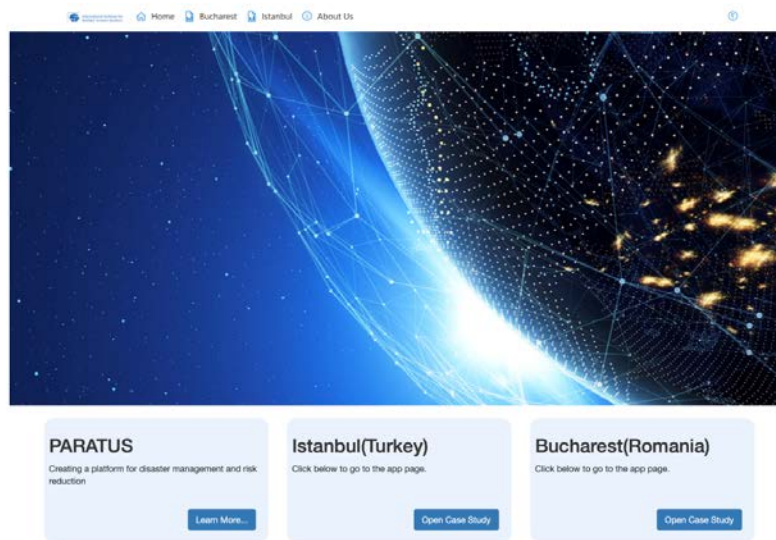 Home Bucharest Istanbul About Us
PARATUS
Creating a platform for disaster management and risk
reduction
Learn More...
Istanbul(Turkey)
Click below to go to the app page.
Open Case Study
Bucharest(Romania)
Click below to go to the app page.
Open Case Study